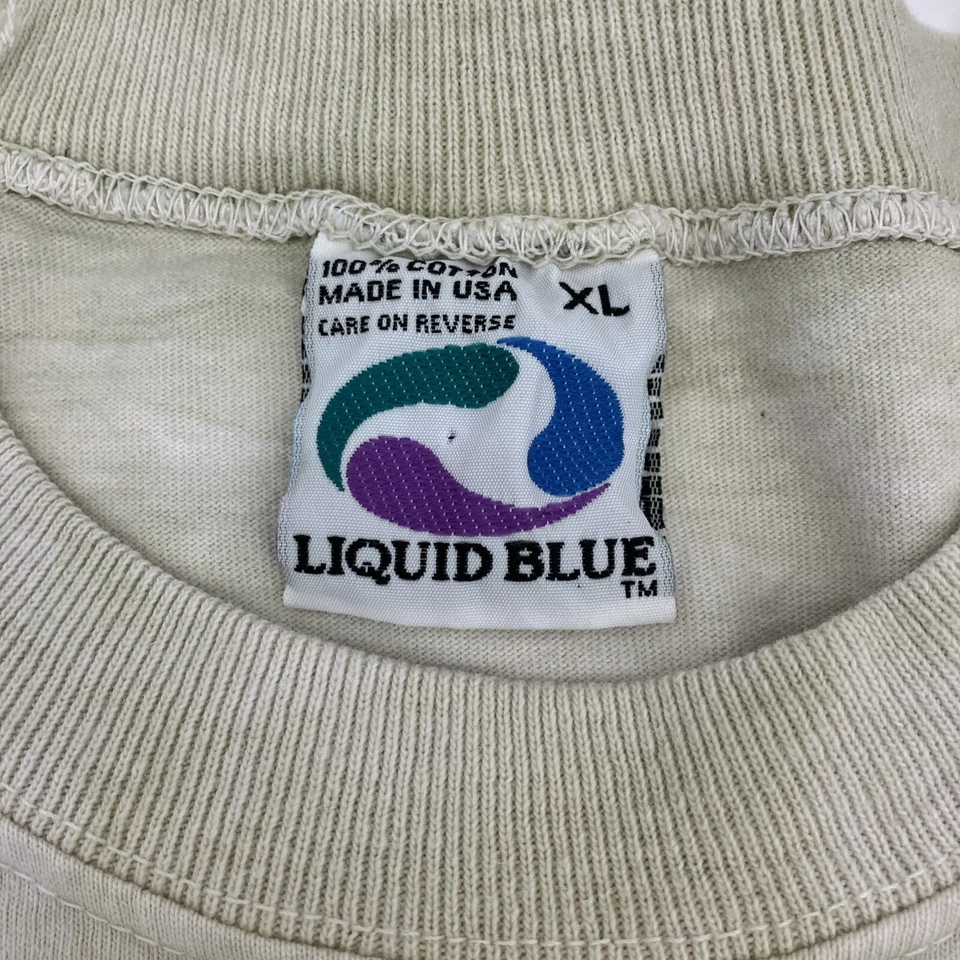 100% COTTON
MADE IN USA
XL
CARE ON REVERSE
LIQUID BLUE
TM